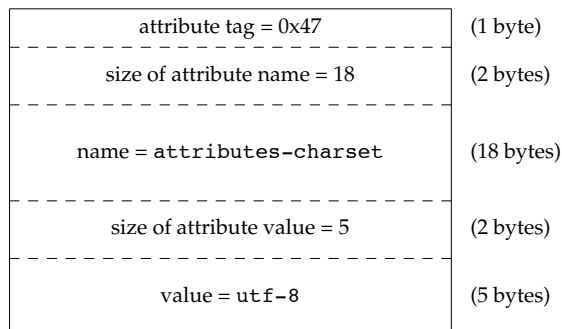 attribute tag = 0x47 (1 byte)
size of attribute name = 18 (2 bytes)
name = attributes-charset (18 bytes)
size of attribute value = 5 (2 bytes)
value = utf-8 (5 bytes)